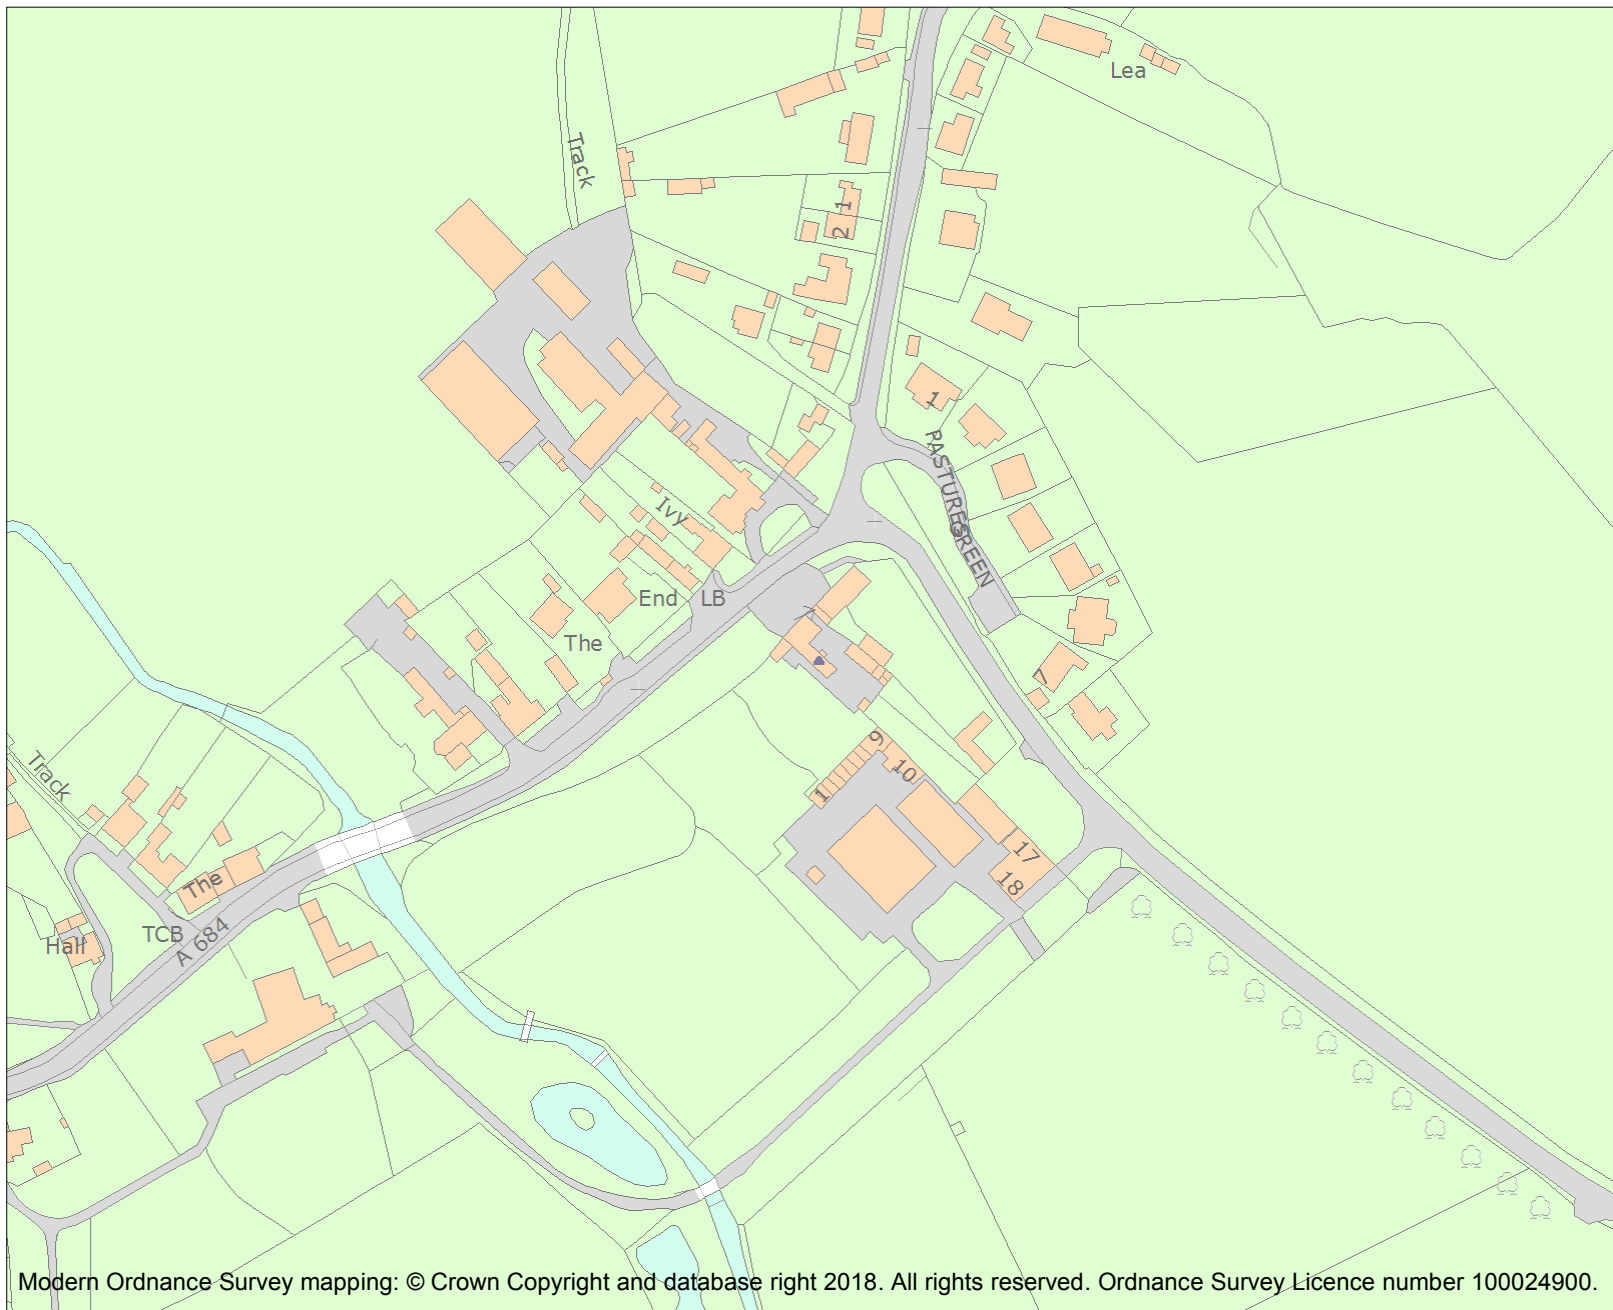 Lea
Track
1
2
1
PASTURES
GREEN
Ivy
End
LB
The
7
9
10
1
17
18
Track
The
TCB
A 684
Hall
Modern Ordnance Survey mapping: © Crown Copyright and database right 2018. All rights reserved. Ordnance Survey Licence number 100024900.